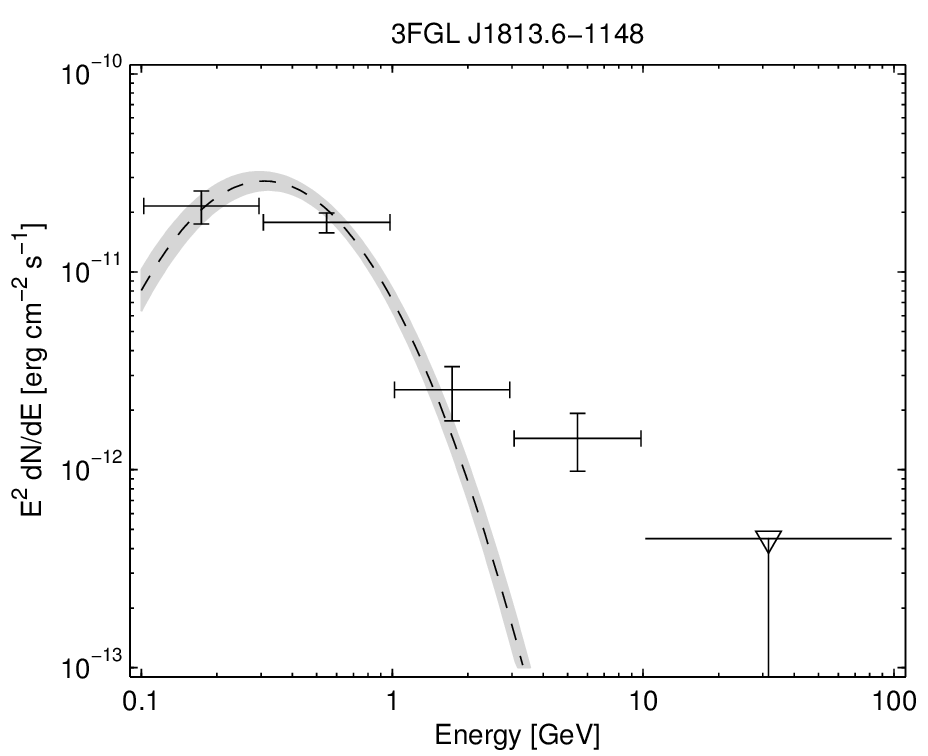 3FGL J1813.6−1148
10⁻¹⁰
10⁻¹¹
10⁻¹²
10⁻¹³
E² dN/dE [erg cm⁻² s⁻¹]
0.1 1 10 100
Energy [GeV]